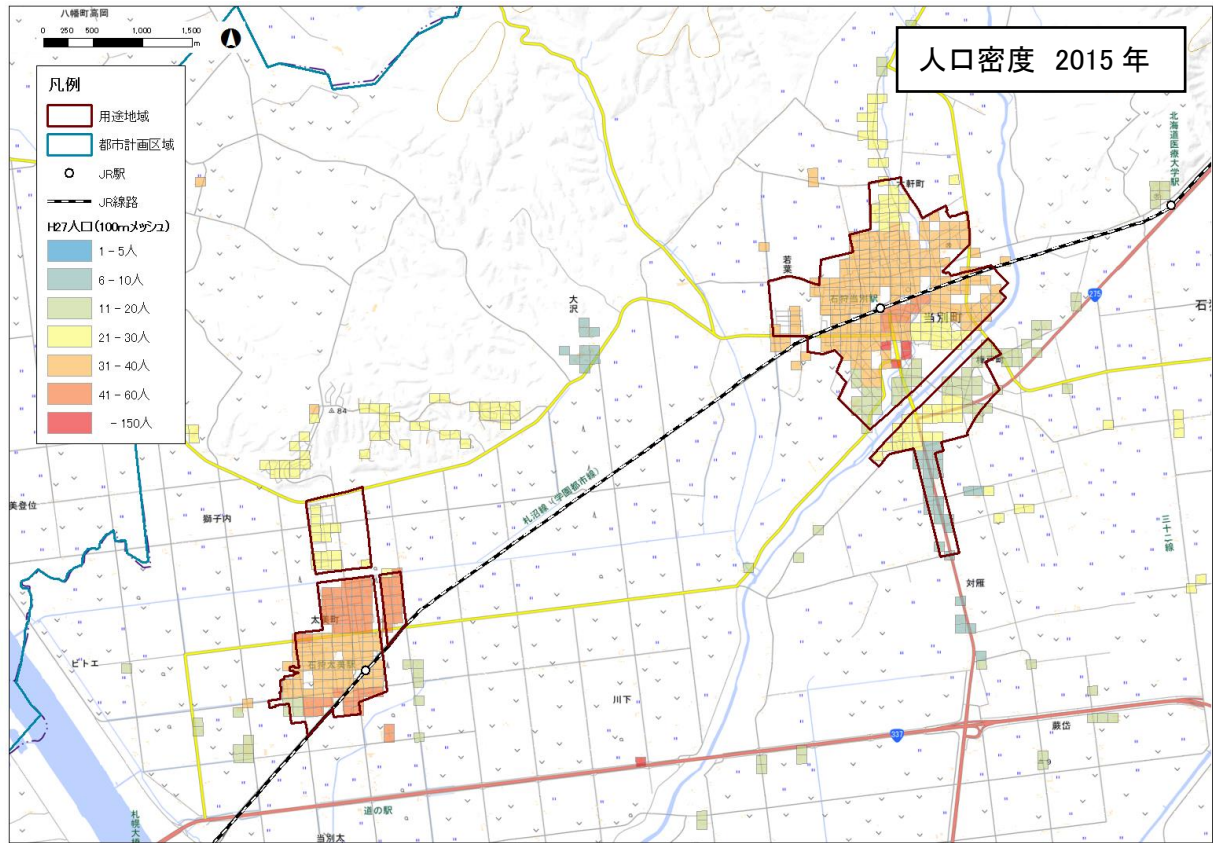 八幡町高岡
0 250 500 1,000 1,500
m
人口密度 2015 年
凡例
用途地域
都市計画区域
JR駅
JR線路
H27人口(100mメッシュ)
1 - 5人
6 - 10人
11 - 20人
21 - 30人
31 - 40人
41 - 60人
- 150人
北海道医療大学駅
六軒町
若葉
石狩当別駅
当別町
275
大沢
84
美登位
獅子内
札沼線(学園都市線)
三十二線
対雁
太美町
石狩太美駅
ビトエ
川下
蕨岱
337
9
道の駅
当別太
札幌大橋